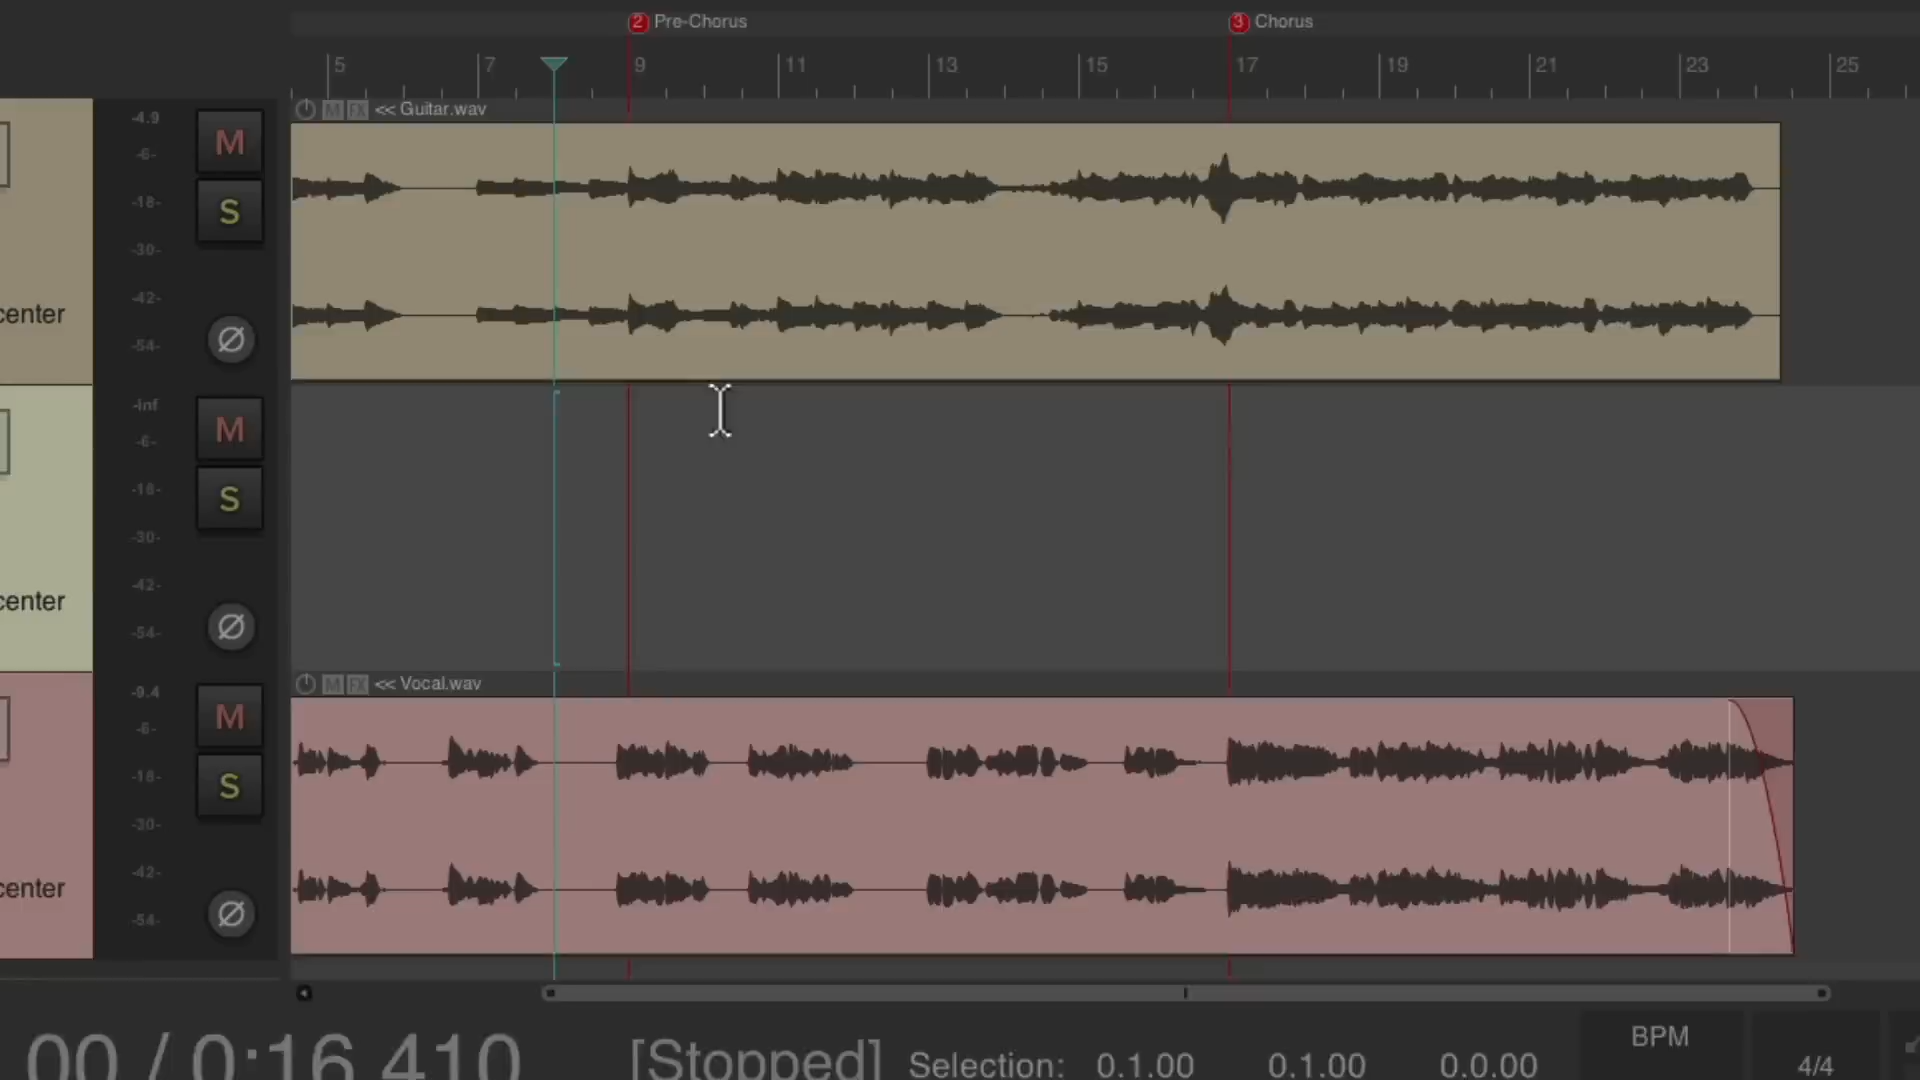 2 Pre-Chorus 3 Chorus
5 7 9 11 13 15 17 19 21 23 25
M FX << Guitar.wav
-4.9
-6-
-18-
-30-
-42-
-54-
M
S
Ø
center
-inf
-6-
-18-
-30-
-42-
-54-
M
S
Ø
center
M FX << Vocal.wav
-9.4
-6-
-18-
-30-
-42-
-54-
M
S
Ø
center
00 / 0:16.410 [Stopped] Selection: 0.1.00 0.1.00 0.0.00
BPM
4/4